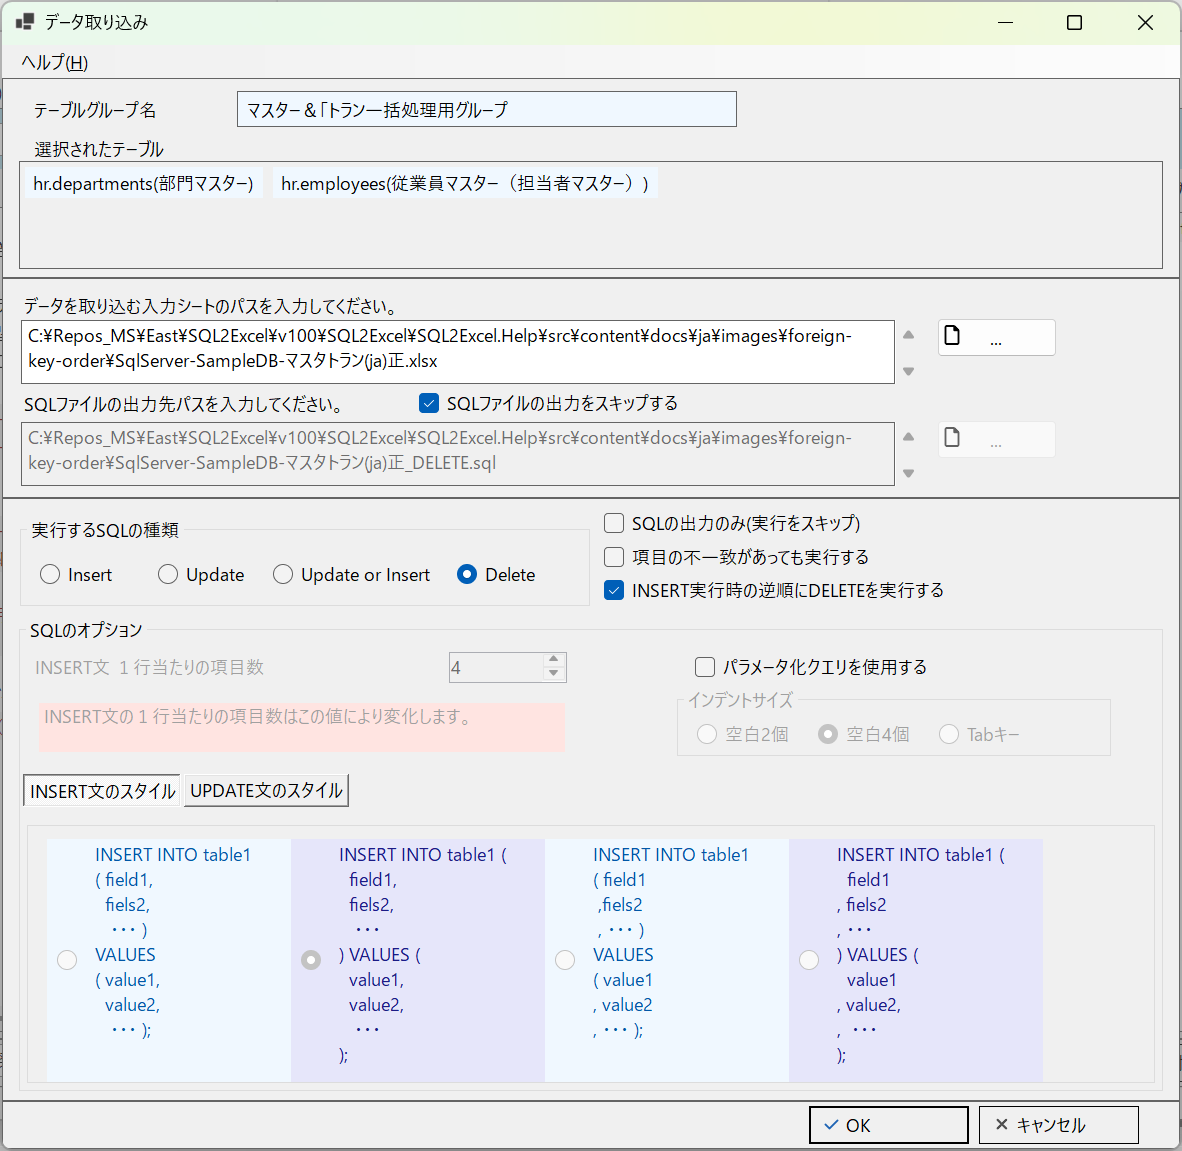 データ取り込み
ヘルプ(H)
テーブルグループ名
マスター＆「トラン一括処理用グループ
選択されたテーブル
hr.departments(部門マスター) hr.employees(従業員マスター（担当者マスター）)
データを取り込む入力シートのパスを入力してください。
C:¥Repos_MS¥East¥SQL2Excel¥v100¥SQL2Excel¥SQL2Excel.Help¥src¥content¥docs¥ja¥images¥foreign-
key-order¥SqlServer-SampleDB-マスタトラン(ja)正.xlsx
...
SQLファイルの出力先パスを入力してください。 SQLファイルの出力をスキップする
C:¥Repos_MS¥East¥SQL2Excel¥v100¥SQL2Excel¥SQL2Excel.Help¥src¥content¥docs¥ja¥images¥foreign-
key-order¥SqlServer-SampleDB-マスタトラン(ja)正_DELETE.sql
...
実行するSQLの種類
Insert Update Update or Insert Delete
SQLの出力のみ(実行をスキップ)
項目の不一致があっても実行する
INSERT実行時の逆順にDELETEを実行する
SQLのオプション
INSERT文 １行当たりの項目数 4
INSERT文の１行当たりの項目数はこの値により変化します。
パラメータ化クエリを使用する
インデントサイズ
空白2個 空白4個 Tabキー
INSERT文のスタイル UPDATE文のスタイル
INSERT INTO table1
( field1,
fiels2,
･･･ )
VALUES
( value1,
value2,
･･･ );
INSERT INTO table1 (
field1,
fiels2,
･･･
) VALUES (
value1,
value2,
･･･
);
INSERT INTO table1
( field1
,fiels2
, ･･･ )
VALUES
( value1
, value2
, ･･･ );
INSERT INTO table1 (
field1
, fiels2
, ･･･
) VALUES (
value1
, value2,
, ･･･
);
OK キャンセル